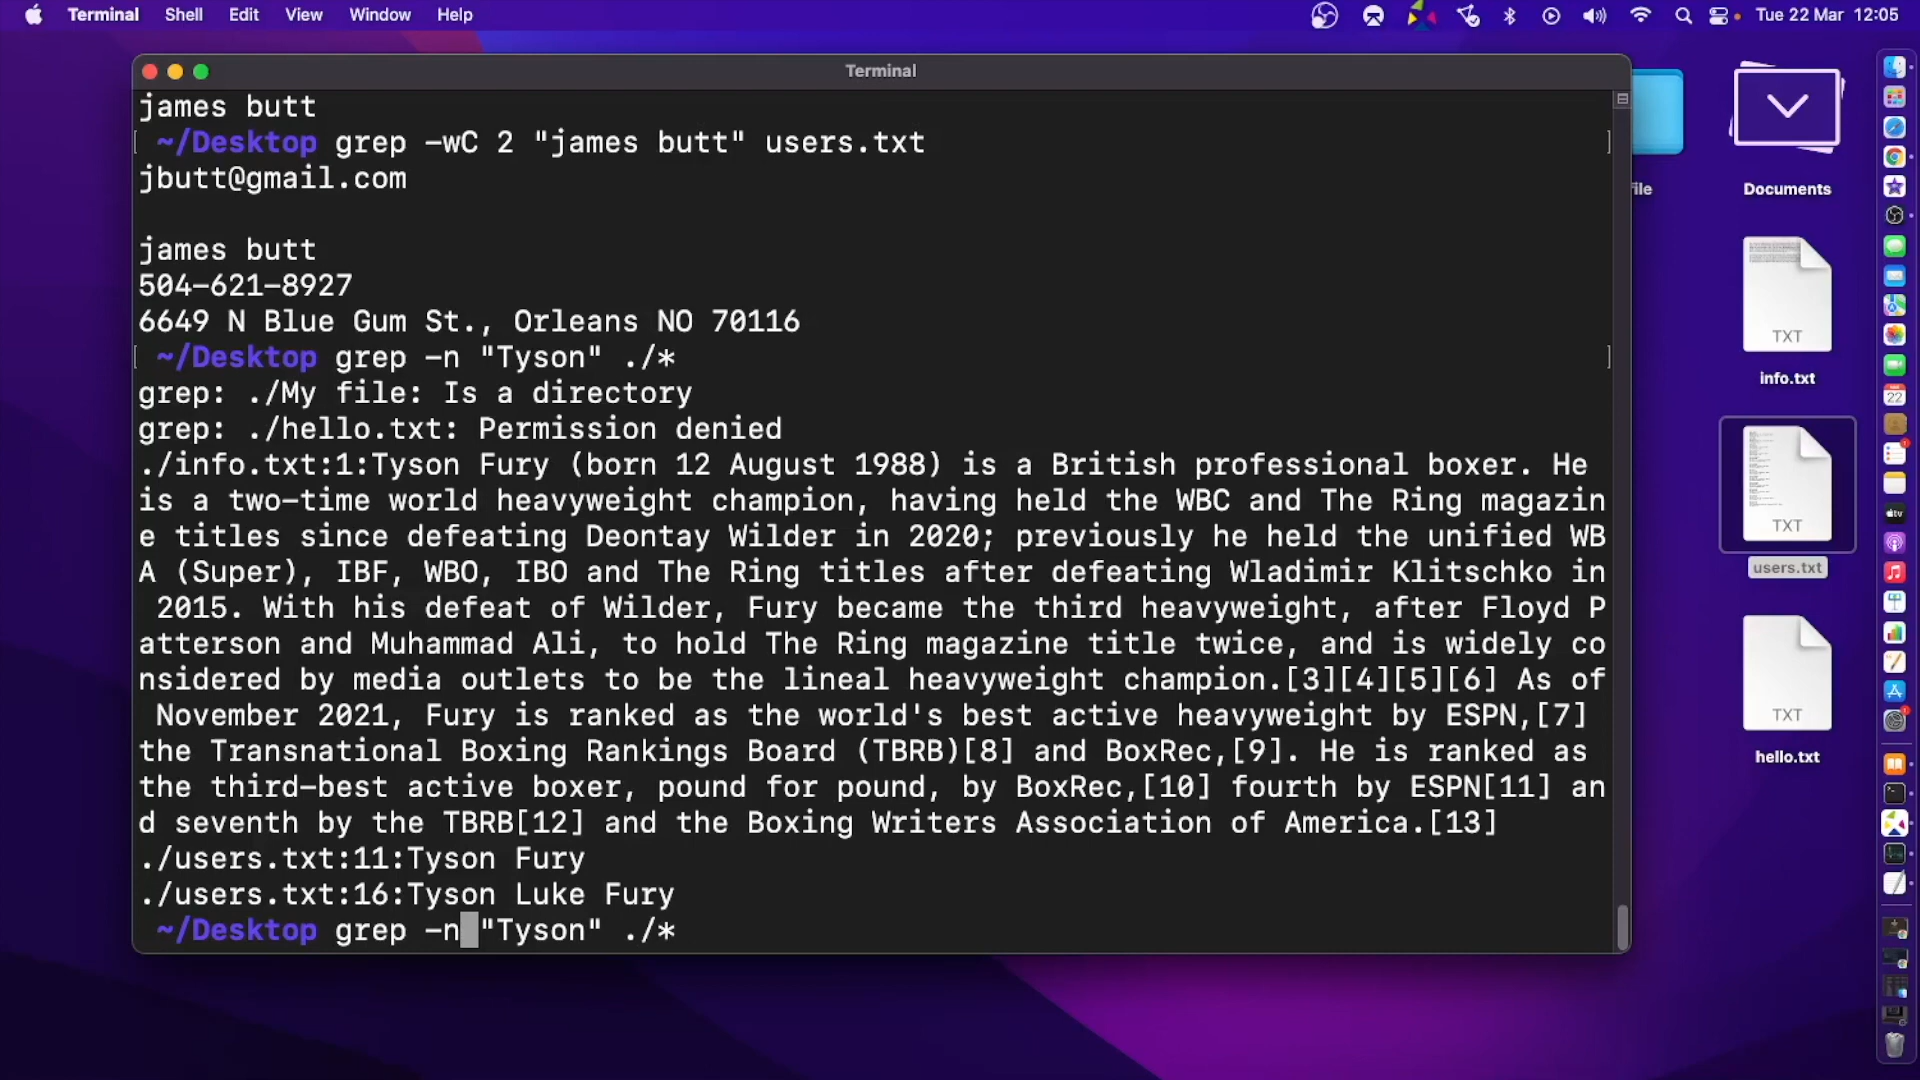 Terminal Shell Edit View Window Help Tue 22 Mar 12:05
Terminal
james butt
~/Desktop grep -wC 2 "james butt" users.txt
jbutt@gmail.com
james butt
504-621-8927
6649 N Blue Gum St., Orleans NO 70116
~/Desktop grep -n "Tyson" ./*
grep: ./My file: Is a directory
grep: ./hello.txt: Permission denied
./info.txt:1:Tyson Fury (born 12 August 1988) is a British professional boxer. He
is a two-time world heavyweight champion, having held the WBC and The Ring magazin
e titles since defeating Deontay Wilder in 2020; previously he held the unified WB
A (Super), IBF, WBO, IBO and The Ring titles after defeating Wladimir Klitschko in
2015. With his defeat of Wilder, Fury became the third heavyweight, after Floyd P
atterson and Muhammad Ali, to hold The Ring magazine title twice, and is widely co
nsidered by media outlets to be the lineal heavyweight champion.[3][4][5][6] As of
November 2021, Fury is ranked as the world's best active heavyweight by ESPN,[7]
the Transnational Boxing Rankings Board (TBRB)[8] and BoxRec,[9]. He is ranked as
the third-best active boxer, pound for pound, by BoxRec,[10] fourth by ESPN[11] an
d seventh by the TBRB[12] and the Boxing Writers Association of America.[13]
./users.txt:11:Tyson Fury
./users.txt:16:Tyson Luke Fury
~/Desktop grep -n "Tyson" ./*
file
Documents
TXT
info.txt
TXT
users.txt
TXT
hello.txt